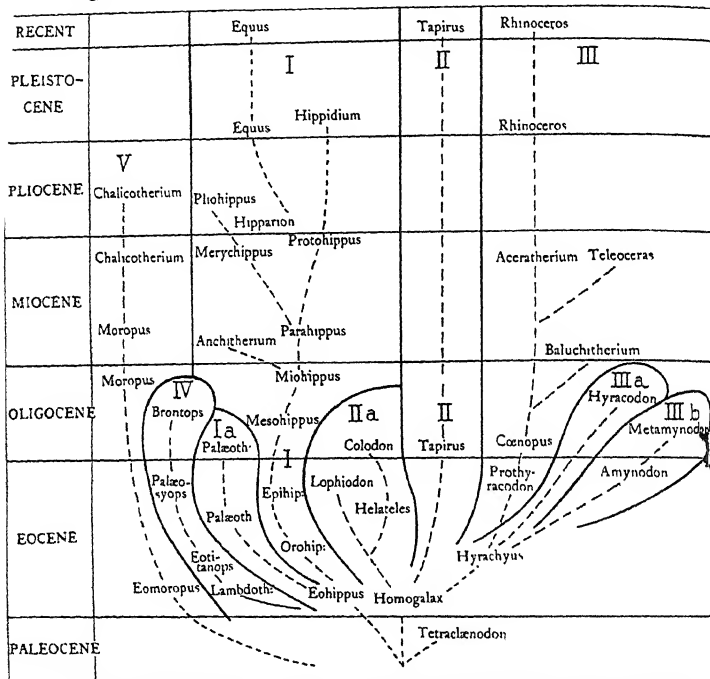 RECENT
Equus
Tapirus
Rhinoceros
PLEISTO-
CENE
I
II
III
Equus
Hippidium
Rhinoceros
V
PLIOCENE
Chalicotherium
Pliohippus
Hipparion
Protohippus
MIOCENE
Chalicotherium
Merychippus
Aceratherium
Teleoceras
Moropus
Anchitherium
Parahippus
Baluchitherium
OLIGOCENE
Moropus
IV
Miohippus
IIIa
Brontops
Ia
Mesohippus
IIa
II
Hyracodon
IIIb
Palæoth:
Colodon
Tapirus
Cœnopus
Metamynodon
I
EOCENE
Palæo-
syops
Epihip:
Lophiodon
Prothy-
racodon
Amynodon
Palæoth
Helateles
Orohip:
Hyrachyus
Eoti-
tanops
Eomoropus
Lambdoth:
Eohippus
Homogalax
PALEOCENE
Tetraclænodon